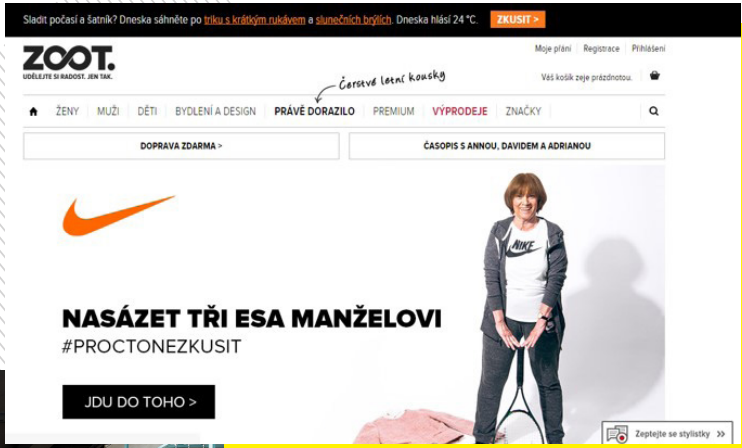 Sladit počasí a šatník? Dneska sáhněte po triku s krátkým rukávem a slunečních brýlích. Dneska hlásí 24 °C. ZKUSIT >
Moje přání Registrace Přihlášení
ZOOT.
UDĚLEJTE SI RADOST. JEN TAK.
Váš košík zeje prázdnotou.
Čerstvé letní kousky
ŽENY MUŽI DĚTI BYDLENÍ A DESIGN PRÁVĚ DORAZILO PREMIUM VÝPRODEJE ZNAČKY
DOPRAVA ZDARMA > ČASOPIS S ANNOU, DAVIDEM A ADRIANOU
NIKE
NASÁZET TŘI ESA MANŽELOVI
#PROCTONEZKUSIT
JDU DO TOHO >
Zeptejte se stylistky >>